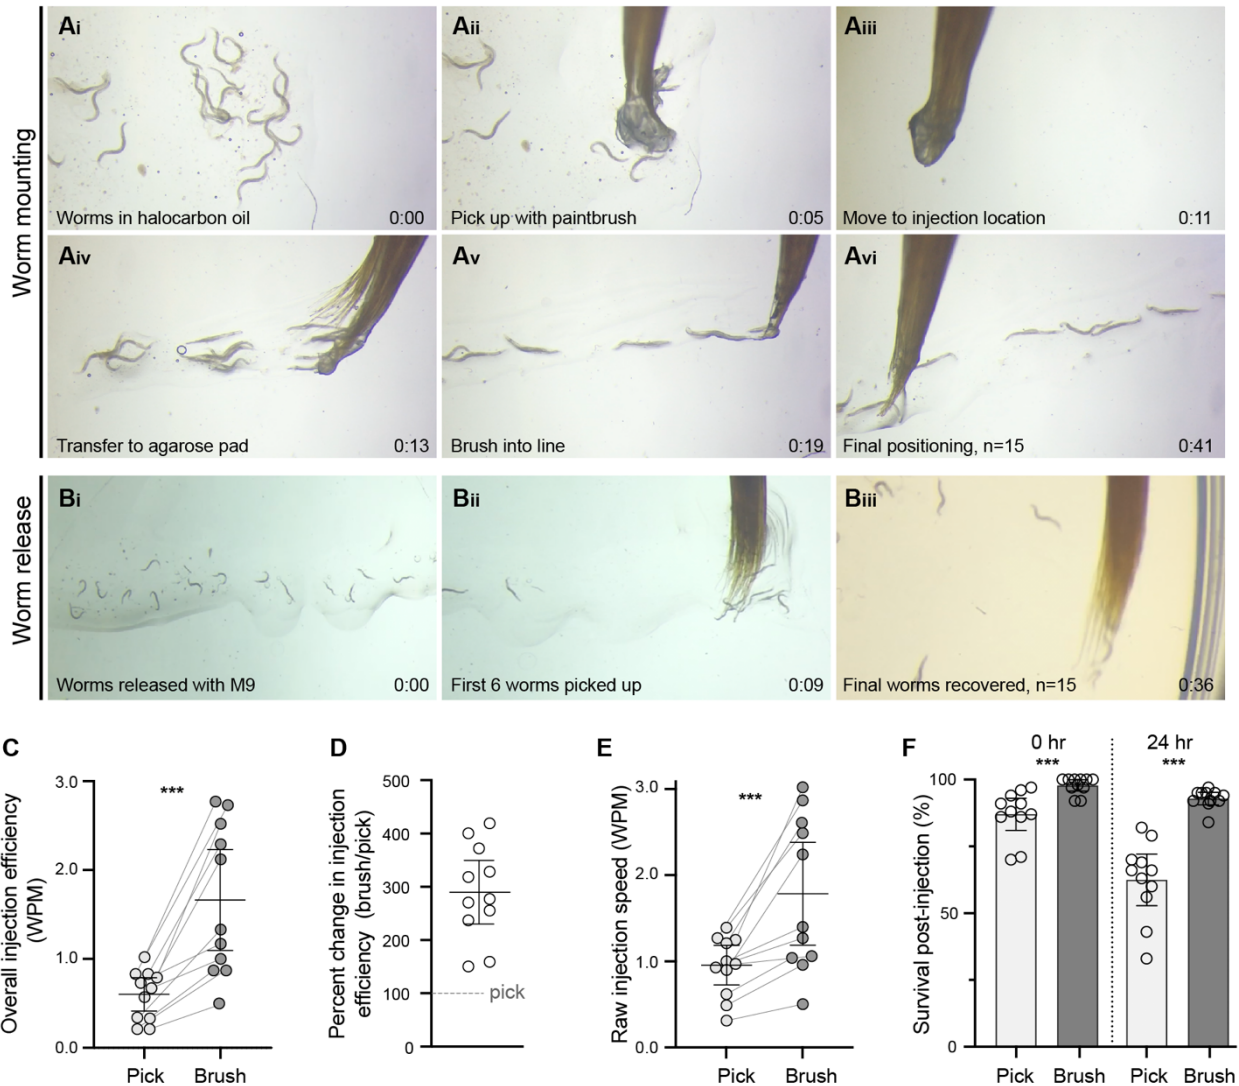 Worm mounting
Ai
Worms in halocarbon oil 0:00
Aii
Pick up with paintbrush 0:05
Aiii
Move to injection location 0:11
Aiv
Transfer to agarose pad 0:13
Av
Brush into line 0:19
Avi
Final positioning, n=15 0:41
Worm release
Bi
Worms released with M9 0:00
Bii
First 6 worms picked up 0:09
Biii
Final worms recovered, n=15 0:36
C
Overall injection efficiency
(WPM)
3.0
2.0
1.0
0.0
***
Pick Brush
D
Percent change in injection
efficiency (brush/pick)
500
400
300
200
100
0
pick
E
Raw injection speed (WPM)
3.0
2.0
1.0
0.0
***
Pick Brush
F
Survival post-injection (%)
0 hr 24 hr
*** ***
100
50
0
Pick Brush Pick Brush